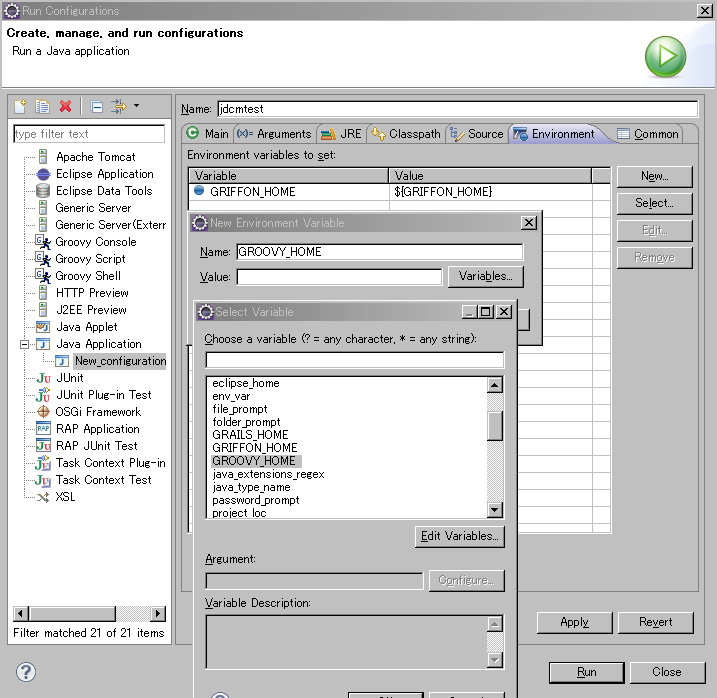 Run Configurations
Create, manage, and run configurations
Run a Java application
type filter text
Apache Tomcat
Eclipse Application
Eclipse Data Tools
Generic Server
Generic Server(Extern
Groovy Console
Groovy Script
Groovy Shell
HTTP Preview
J2EE Preview
Java Applet
Java Application
New_configuration
JUnit
JUnit Plug-in Test
OSGi Framework
RAP Application
RAP JUnit Test
Task Context Plug-in
Task Context Test
XSL
Filter matched 21 of 21 items
Name: jdcmtest
Main (x)= Arguments JRE Classpath Source Environment Common
Environment variables to set:
Variable Value
GRIFFON_HOME ${GRIFFON_HOME}
New...
Select...
Edit...
Remove
New Environment Variable
Name: GROOVY_HOME
Value: Variables...
Select Variable
Choose a variable (? = any character, * = any string):
eclipse_home
env_var
file_prompt
folder_prompt
GRAILS_HOME
GRIFFON_HOME
GROOVY_HOME
java_extensions_regex
java_type_name
password_prompt
project_loc
Edit Variables...
Argument:
Configure...
Variable Description:
Apply Revert
Run Close